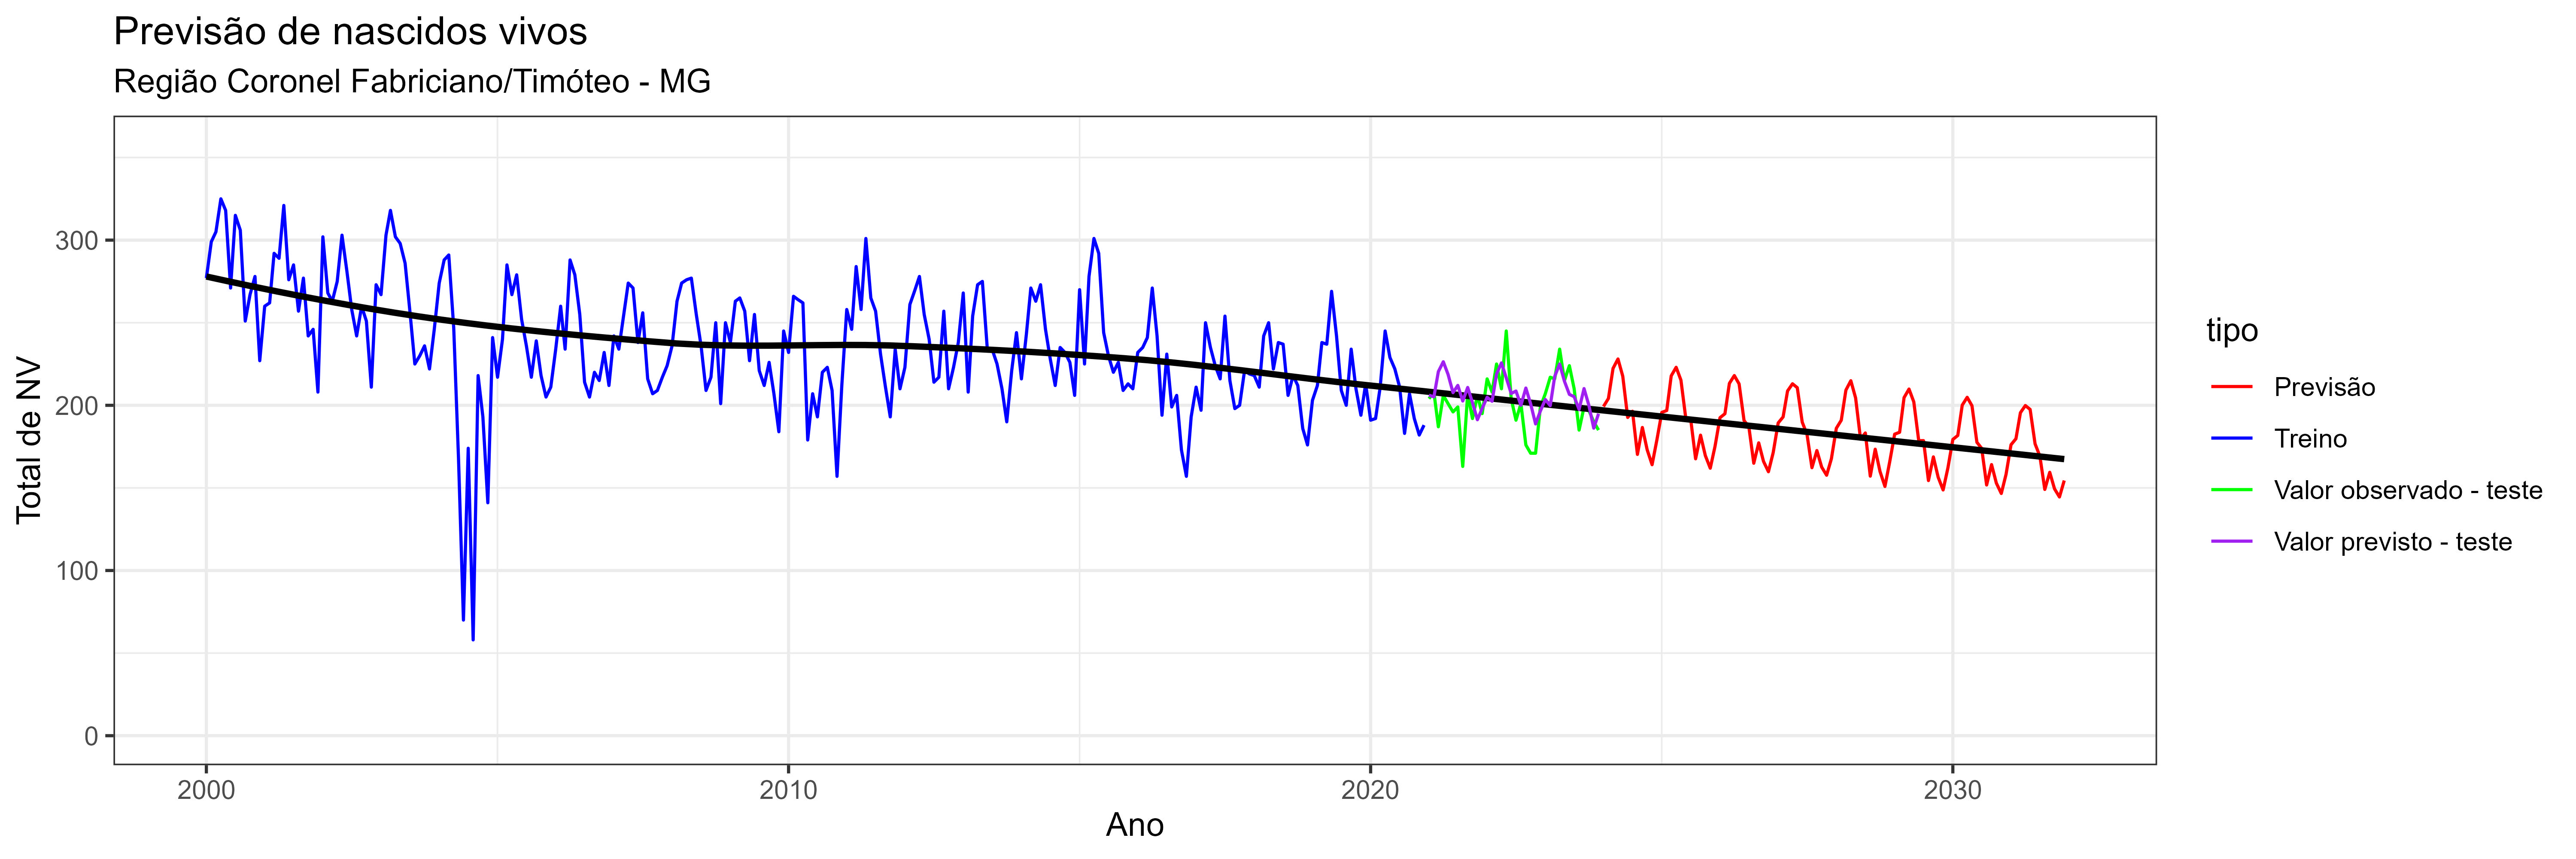 Previsão de nascidos vivos
Região Coronel Fabriciano/Timóteo - MG
Total de NV
300
200
100
0
2000
2010
2020
2030
Ano
tipo
Previsão
Treino
Valor observado - teste
Valor previsto - teste